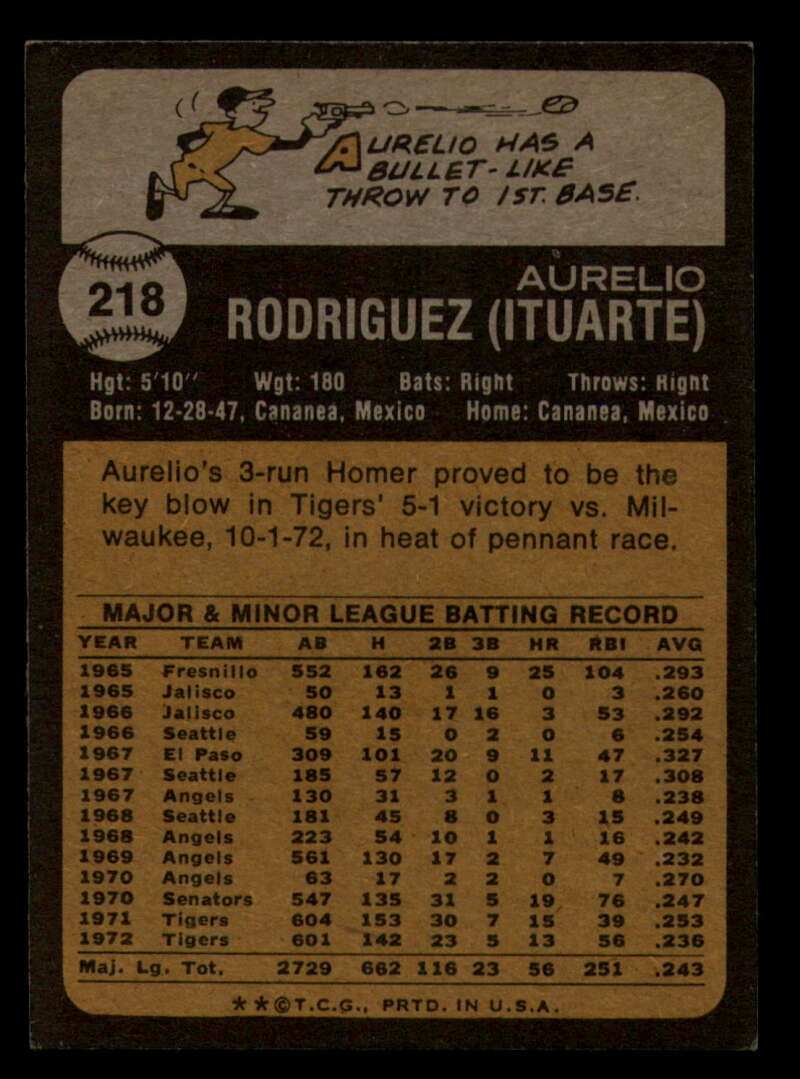 AURELIO HAS A
BULLET-LIKE
THROW TO 1ST. BASE.
218
AURELIO
RODRIGUEZ (ITUARTE)
Hgt: 5'10" Wgt: 180 Bats: Right Throws: Right
Born: 12-28-47, Cananea, Mexico Home: Cananea, Mexico
Aurelio's 3-run Homer proved to be the
key blow in Tigers' 5-1 victory vs. Mil-
waukee, 10-1-72, in heat of pennant race.
MAJOR & MINOR LEAGUE BATTING RECORD
YEAR TEAM AB H 2B 3B HR RBI AVG
1965 Fresnillo 552 162 26 9 25 104 .293
1965 Jalisco 50 13 1 1 0 3 .260
1966 Jalisco 480 140 17 16 3 53 .292
1966 Seattle 59 15 0 2 0 6 .254
1967 El Paso 309 101 20 9 11 47 .327
1967 Seattle 185 57 12 0 2 17 .308
1967 Angels 130 31 3 1 1 8 .238
1968 Seattle 181 45 8 0 3 15 .249
1968 Angels 223 54 10 1 1 16 .242
1969 Angels 561 130 17 2 7 49 .232
1970 Angels 63 17 2 2 0 7 .270
1970 Senators 547 135 31 5 19 76 .247
1971 Tigers 604 153 30 7 15 39 .253
1972 Tigers 601 142 23 5 13 56 .236
Maj. Lg. Tot. 2729 662 116 23 56 251 .243
**©T.C.G., PRTD. IN U.S.A.